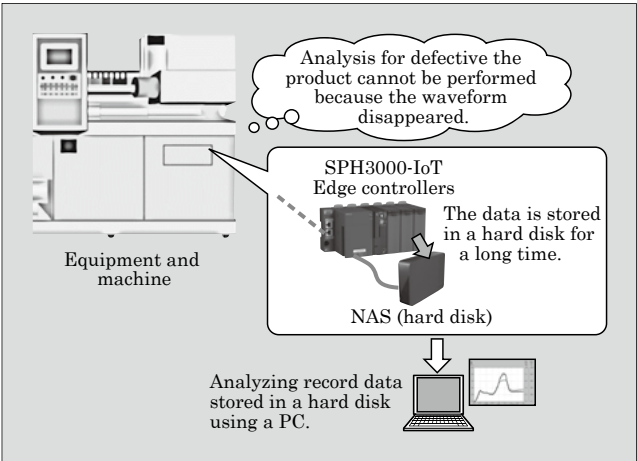 Analysis for defective the
product cannot be performed
because the waveform
disappeared.
SPH3000-IoT
Edge controllers
The data is stored
in a hard disk for
a long time.
Equipment and
machine
NAS (hard disk)
Analyzing record data
stored in a hard disk
using a PC.